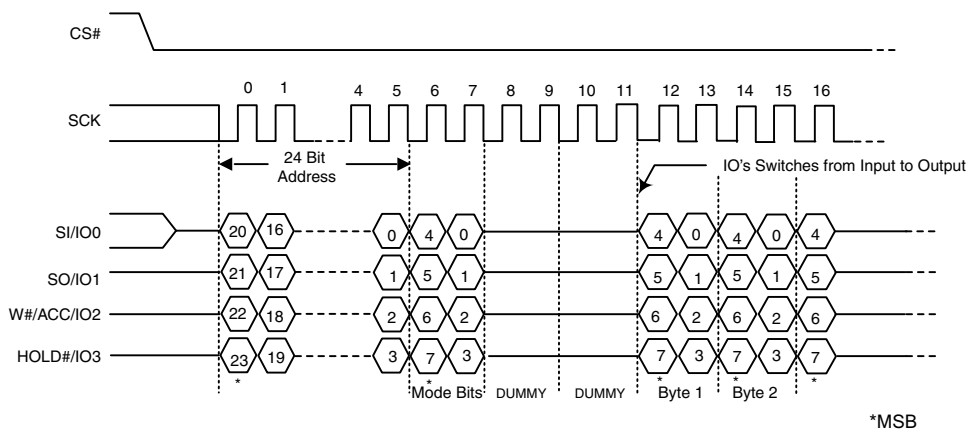 CS#
0 1 4 5 6 7 8 9 10 11 12 13 14 15 16
SCK
24 Bit
Address
IO's Switches from Input to Output
SI/IO0 20 16 0 4 0 4 0 4 0 4
SO/IO1 21 17 1 5 1 5 1 5 1 5
W#/ACC/IO2 22 18 2 6 2 6 2 6 2 6
HOLD#/IO3 23 19 3 7 3 7 3 7 3 7
* * * * *
Mode Bits DUMMY DUMMY Byte 1 Byte 2
*MSB